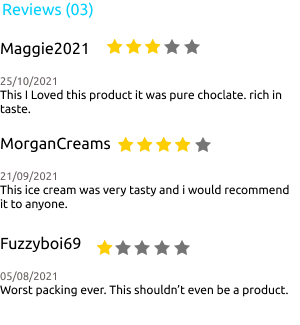 Reviews (03)
Maggie2021
25/10/2021
This I Loved this product it was pure choclate. rich in
taste.
MorganCreams
21/09/2021
This ice cream was very tasty and i would recommend
it to anyone.
Fuzzyboi69
05/08/2021
Worst packing ever. This shouldn’t even be a product.